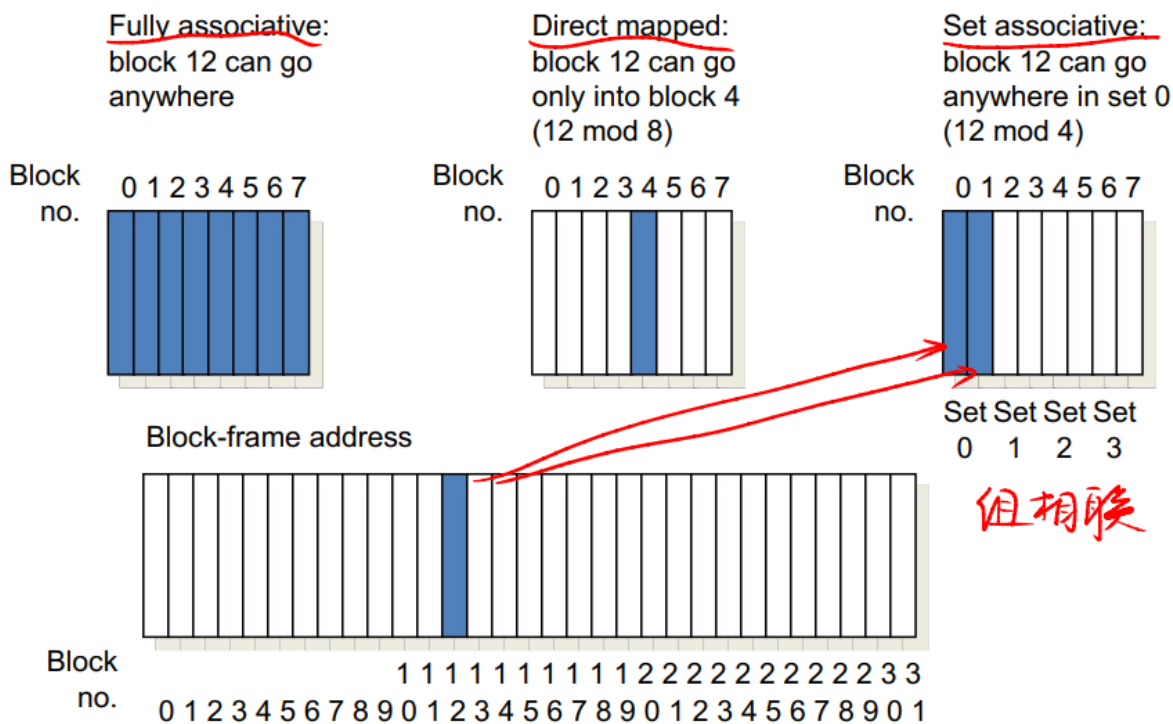 Fully associative:
block 12 can go
anywhere
Direct mapped:
block 12 can go
only into block 4
(12 mod 8)
Set associative:
block 12 can go
anywhere in set 0
(12 mod 4)
Block
no.
0 1 2 3 4 5 6 7
Block
no.
0 1 2 3 4 5 6 7
Block
no.
0 1 2 3 4 5 6 7
Set Set Set Set
0 1 2 3
组相联
Block-frame address
Block
no.
1 1 1 1 1 1 1 1 1 1 2 2 2 2 2 2 2 2 2 2 3 3
0 1 2 3 4 5 6 7 8 9 0 1 2 3 4 5 6 7 8 9 0 1 2 3 4 5 6 7 8 9 0 1